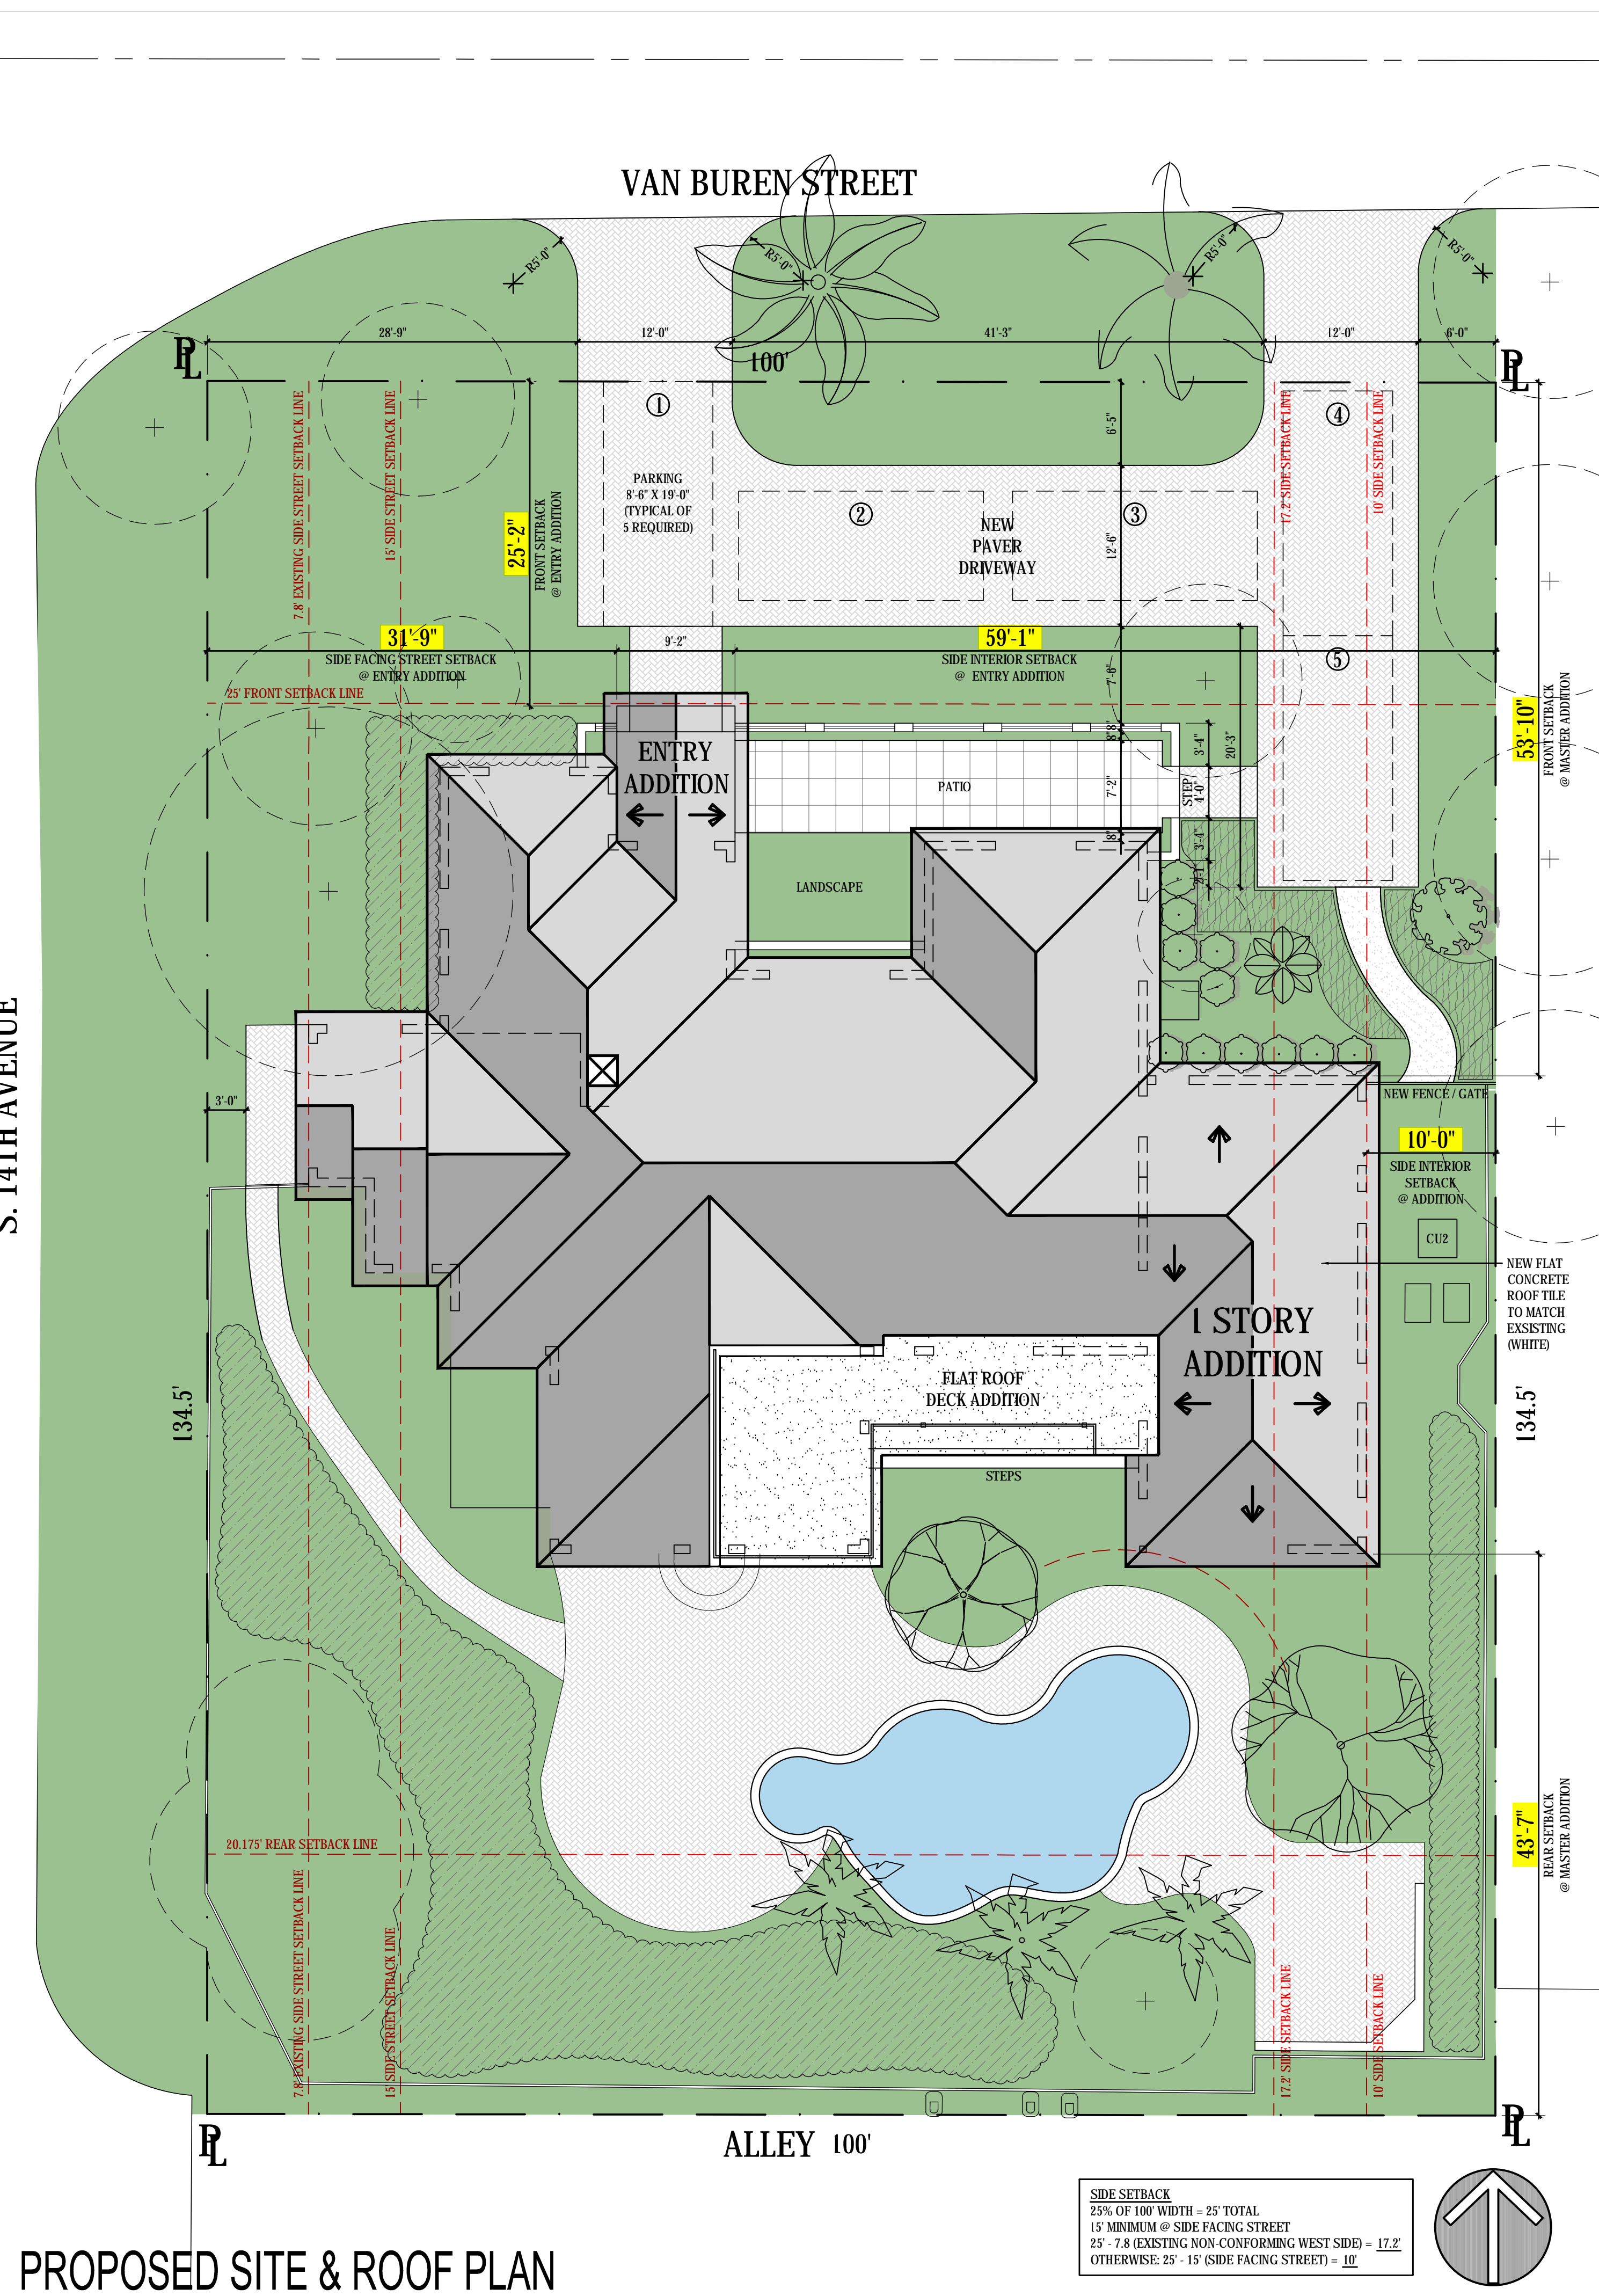 VAN BUREN STREET
R5'-0"
R5'-0"
R5'-0"
R5'-0"
28'-9"
12'-0"
41'-3"
12'-0"
6'-0"
PL
100'
PL
1
4
7.8' EXISTING SIDE STREET SETBACK LINE
15' SIDE STREET SETBACK LINE
17.2' SIDE SETBACK LINE
10' SIDE SETBACK LINE
6'-5"
PARKING
8'-6" X 19'-0"
(TYPICAL OF
5 REQUIRED)
25'-2"
FRONT SETBACK
@ ENTRY ADDITION
2
3
NEW
PAVER
DRIVEWAY
12'-6"
31'-9"
SIDE FACING STREET SETBACK
@ ENTRY ADDITION
9'-2"
59'-1"
SIDE INTERIOR SETBACK
@ ENTRY ADDITION
5
7'-6"
25' FRONT SETBACK LINE
53'-10"
FRONT SETBACK
@ MASTER ADDITION
ENTRY
ADDITION
PATIO
8"
8"
3'-4"
20'-3"
7'-2"
STEP
4'-0"
8"
3'-4"
2'-1"
LANDSCAPE
S. 14TH AVENUE
3'-0"
NEW FENCE / GATE
10'-0"
SIDE INTERIOR
SETBACK
@ ADDITION
CU2
NEW FLAT
CONCRETE
ROOF TILE
TO MATCH
EXSISTING
(WHITE)
1 STORY
ADDITION
FLAT ROOF
DECK ADDITION
134.5'
134.5'
STEPS
20.175' REAR SETBACK LINE
43'-7"
REAR SETBACK
@ MASTER ADDITION
7.8' EXISTING SIDE STREET SETBACK LINE
15' SIDE STREET SETBACK LINE
17.2' SIDE SETBACK LINE
10' SIDE SETBACK LINE
PL
ALLEY 100'
PL
SIDE SETBACK
25% OF 100' WIDTH = 25' TOTAL
15' MINIMUM @ SIDE FACING STREET
25' - 7.8 (EXISTING NON-CONFORMING WEST SIDE) = 17.2'
OTHERWISE: 25' - 15' (SIDE FACING STREET) = 10'
PROPOSED SITE & ROOF PLAN